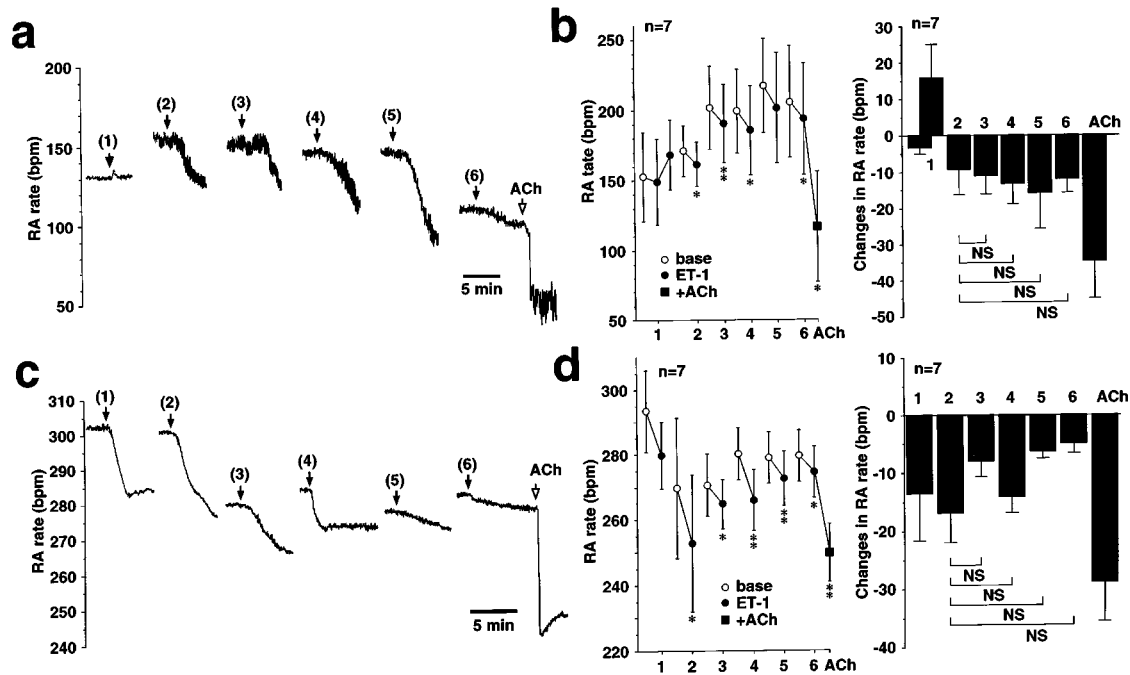 a
RA rate (bpm)
200
150
100
50
(1)
(2)
(3)
(4)
(5)
(6)
ACh
5 min
b
n=7
RA tate (bpm)
250
200
150
100
50
*
**
*
*
*
base
ET-1
+ACh
1 2 3 4 5 6 ACh
Changes in RA rate (bpm)
30
20
10
0
-10
-20
-30
-40
-50
n=7
ACh
1
2 3 4 5 6
NS
NS
NS
NS
c
RA rate (bpm)
310
300
290
280
270
260
250
240
(1)
(2)
(3)
(4)
(5)
(6)
ACh
5 min
d
n=7
RA rate (bpm)
300
280
260
240
220
*
*
**
**
*
**
base
ET-1
+ACh
1 2 3 4 5 6 ACh
Changes in RA rate (bpm)
10
0
-10
-20
-30
-40
n=7
1 2 3 4 5 6 ACh
NS
NS
NS
NS